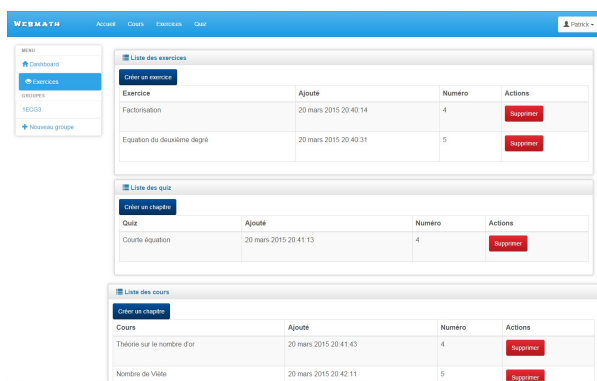 WEBMATH Accueil Cours Exercices Quiz Patrick
MENU
Dashboard
Exercices
GROUPES
1ECG3
Nouveau groupe
Liste des exercices
Créer un exercice
Exercice Ajouté Numéro Actions
Factorisation 20 mars 2015 20:40:14 4 Supprimer
Equation du deuxième degré 20 mars 2015 20:40:31 5 Supprimer
Liste des quiz
Créer un chapitre
Quiz Ajouté Numéro Actions
Courte équation 20 mars 2015 20:41:13 4 Supprimer
Liste des cours
Créer un chapitre
Cours Ajouté Numéro Actions
Théorie sur le nombre d'or 20 mars 2015 20:41:43 4 Supprimer
Nombre de Viète 20 mars 2015 20:42:11 5 Supprimer